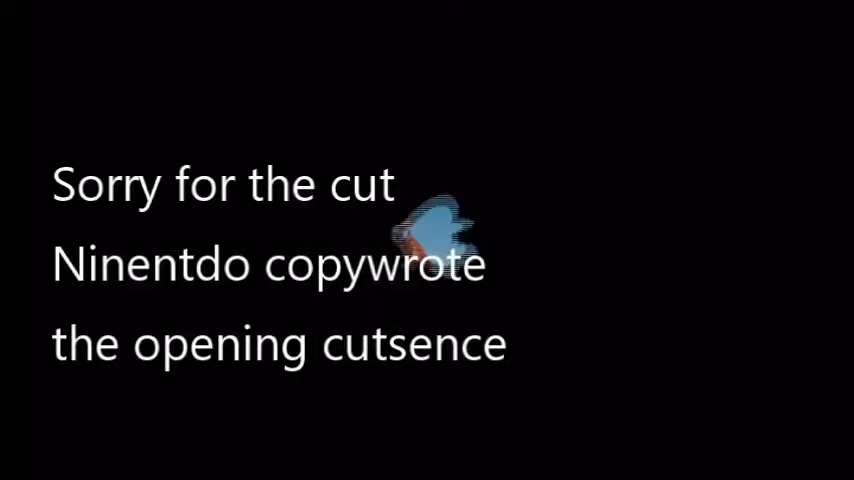 Sorry for the cut
Ninentdo copywrote
the opening cutsence